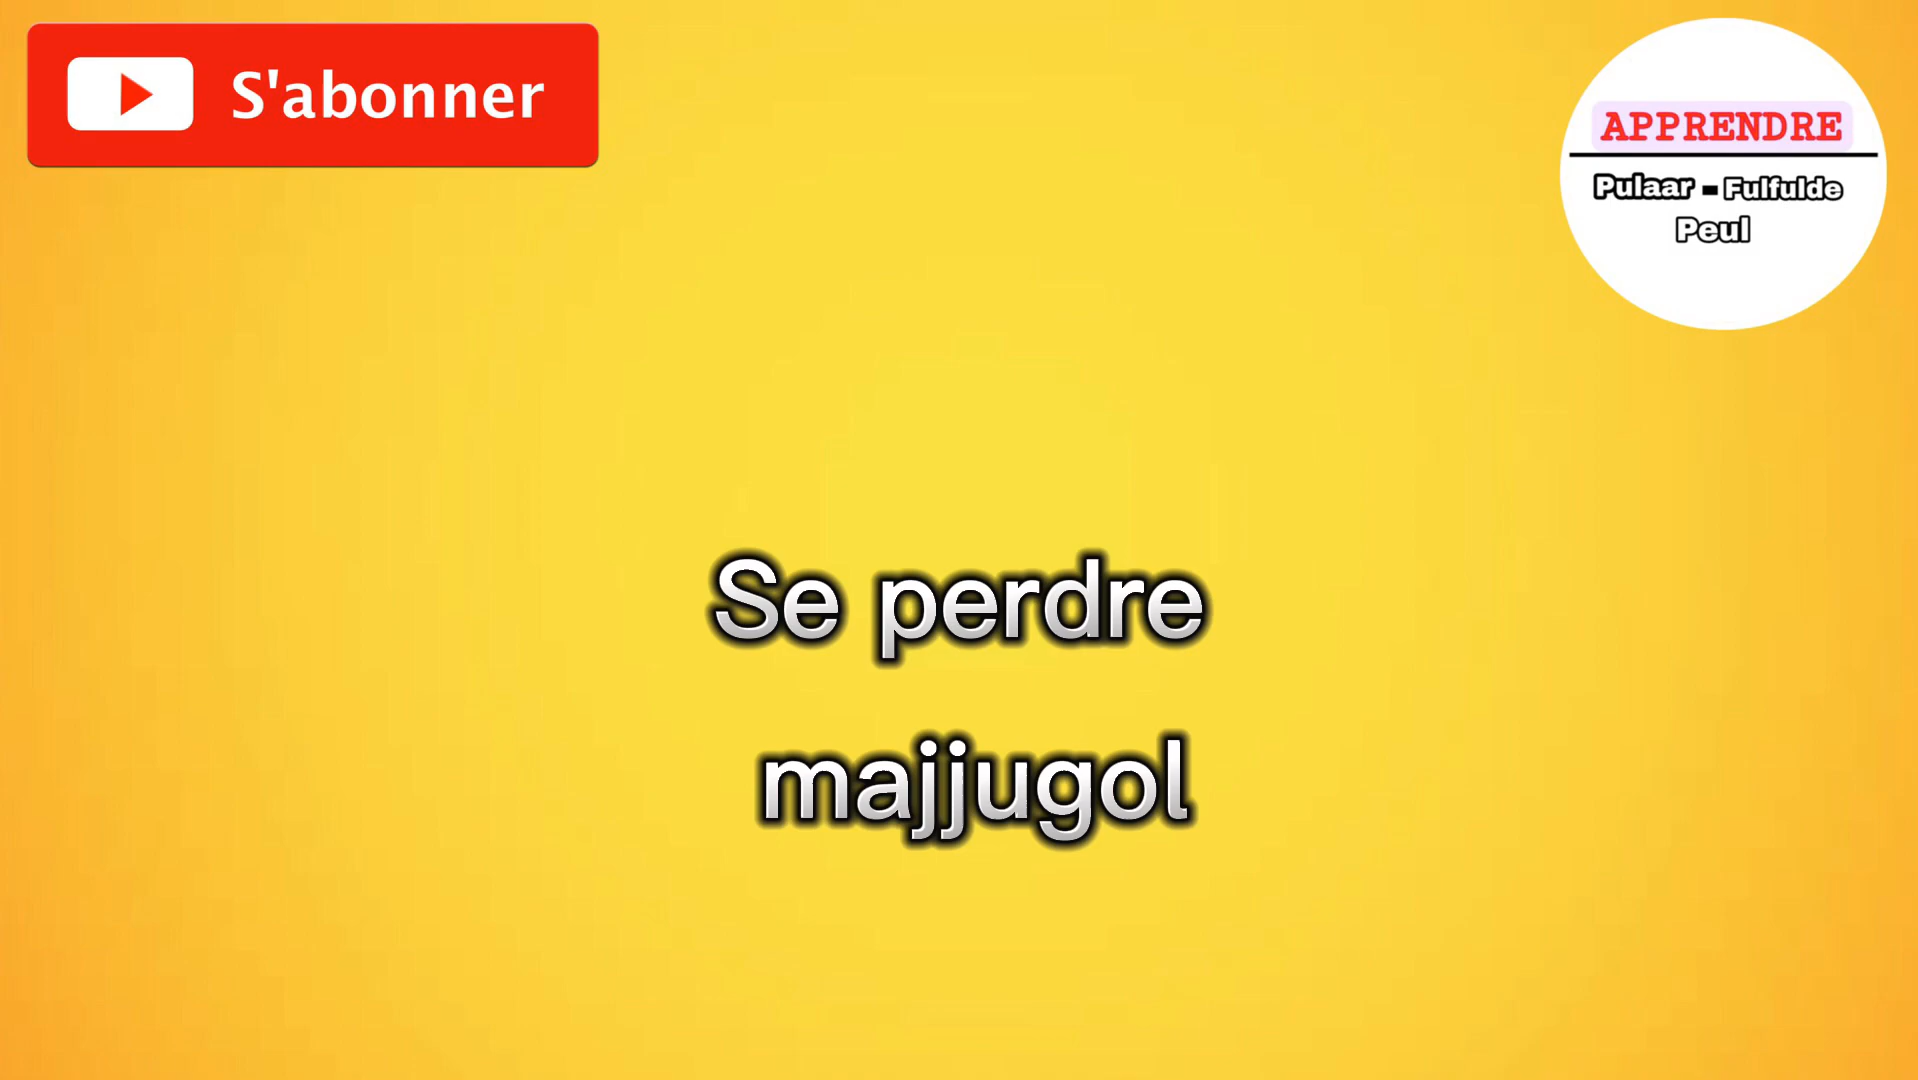 S'abonner
APPRENDRE
Pulaar - Fulfulde
Peul
Se perdre
majjugol